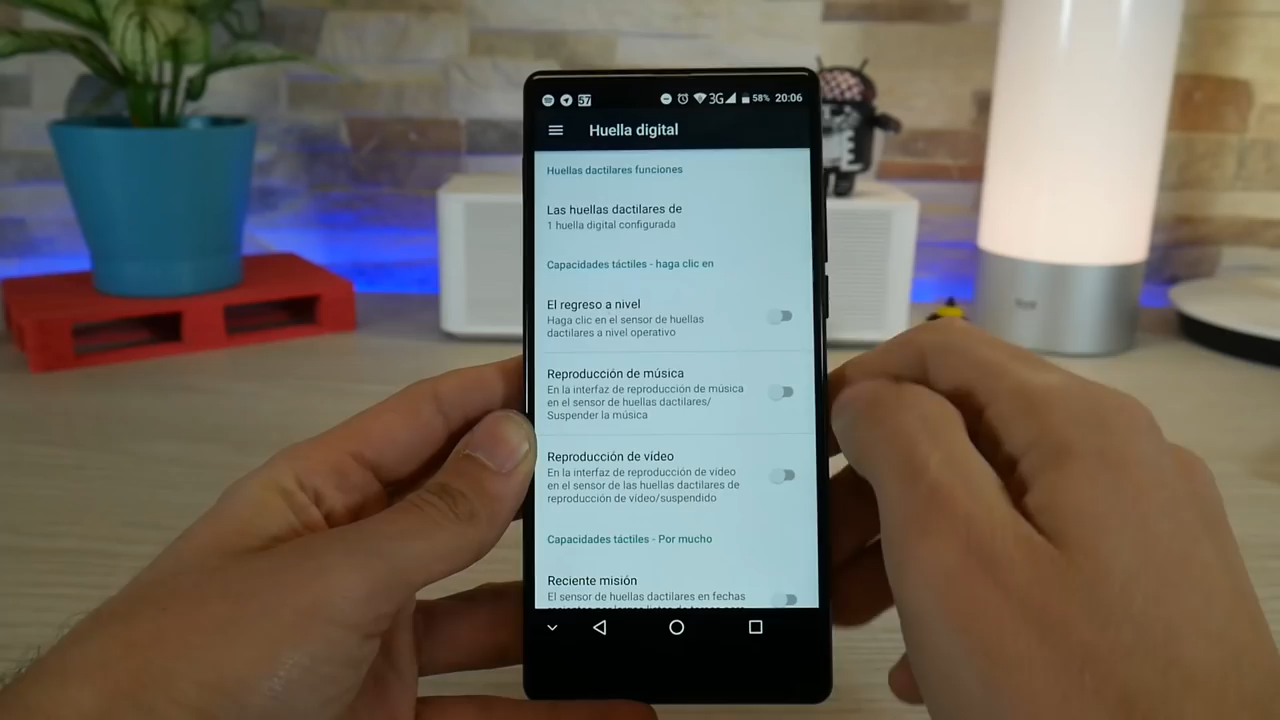 57 3G 58% 20:06
Huella digital
Huellas dactilares funciones
Las huellas dactilares de
1 huella digital configurada
Capacidades táctiles - haga clic en
El regreso a nivel
Haga clic en el sensor de huellas
dactilares a nivel operativo
Reproducción de música
En la interfaz de reproducción de música
en el sensor de huellas dactilares/
Suspender la música
Reproducción de vídeo
En la interfaz de reproducción de vídeo
en el sensor de las huellas dactilares de
reproducción de vídeo/suspendido
Capacidades táctiles - Por mucho
Reciente misión
El sensor de huellas dactilares en fechas